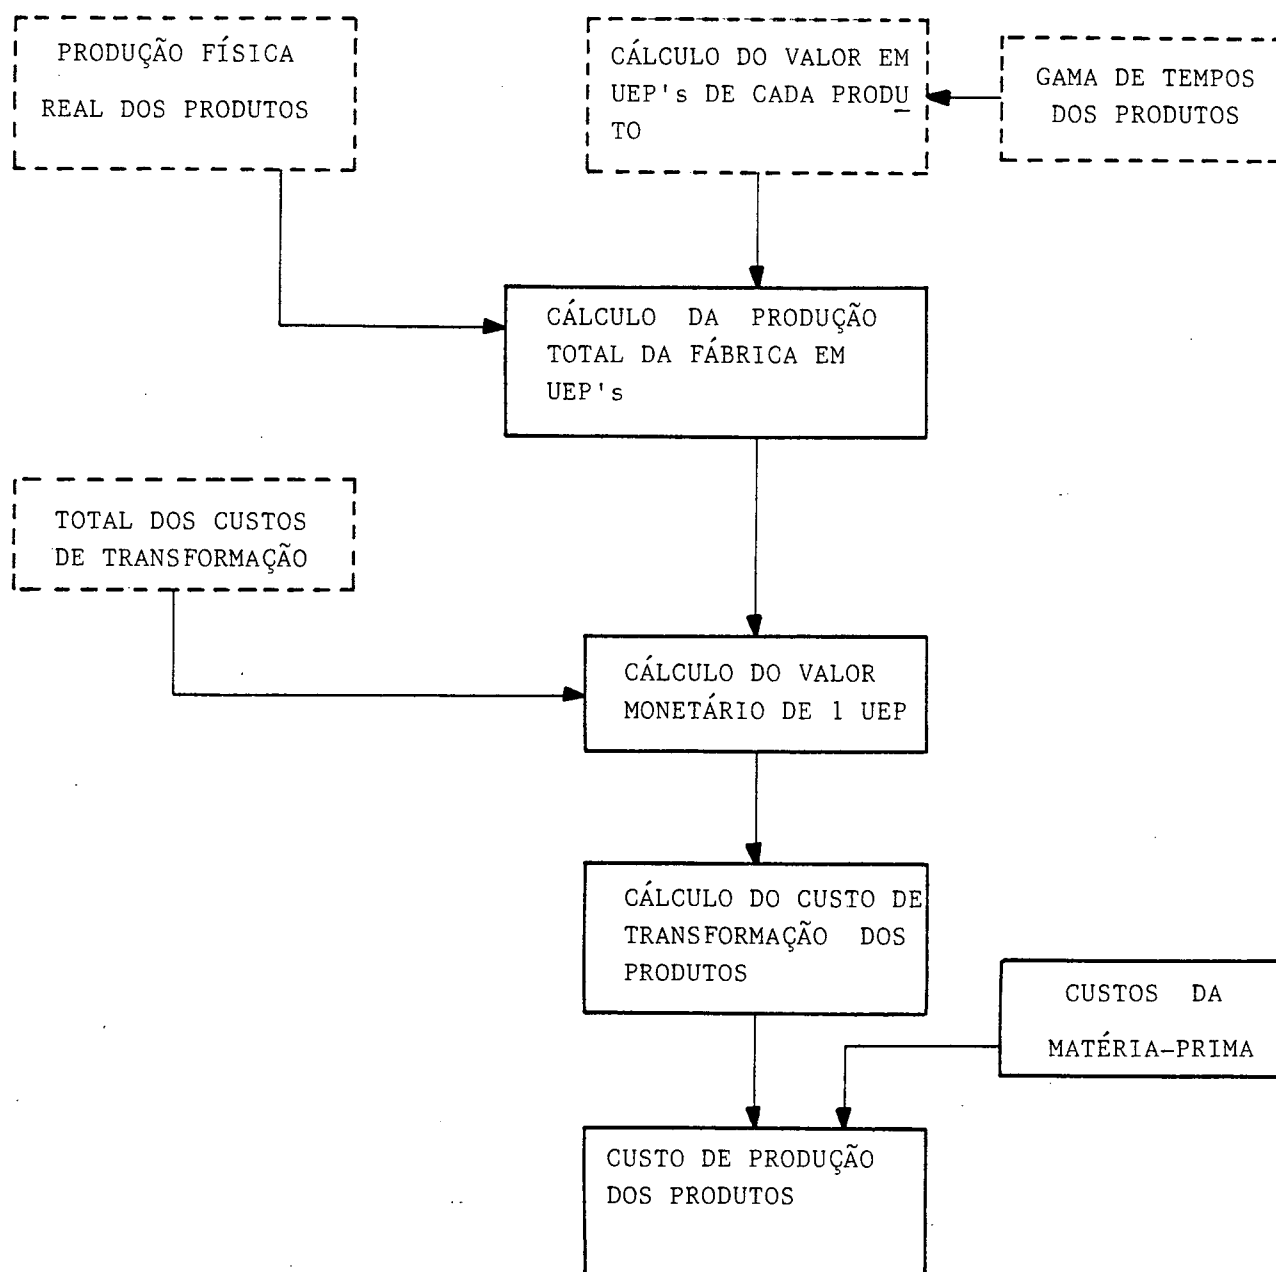 PRODUÇÃO FÍSICA
REAL DOS PRODUTOS
CÁLCULO DO VALOR EM
UEP's DE CADA PRODU
TO
GAMA DE TEMPOS
DOS PRODUTOS
CÁLCULO DA PRODUÇÃO
TOTAL DA FÁBRICA EM
UEP's
TOTAL DOS CUSTOS
DE TRANSFORMAÇÃO
CÁLCULO DO VALOR
MONETÁRIO DE 1 UEP
CÁLCULO DO CUSTO DE
TRANSFORMAÇÃO DOS
PRODUTOS
CUSTOS DA
MATÉRIA-PRIMA
CUSTO DE PRODUÇÃO
DOS PRODUTOS